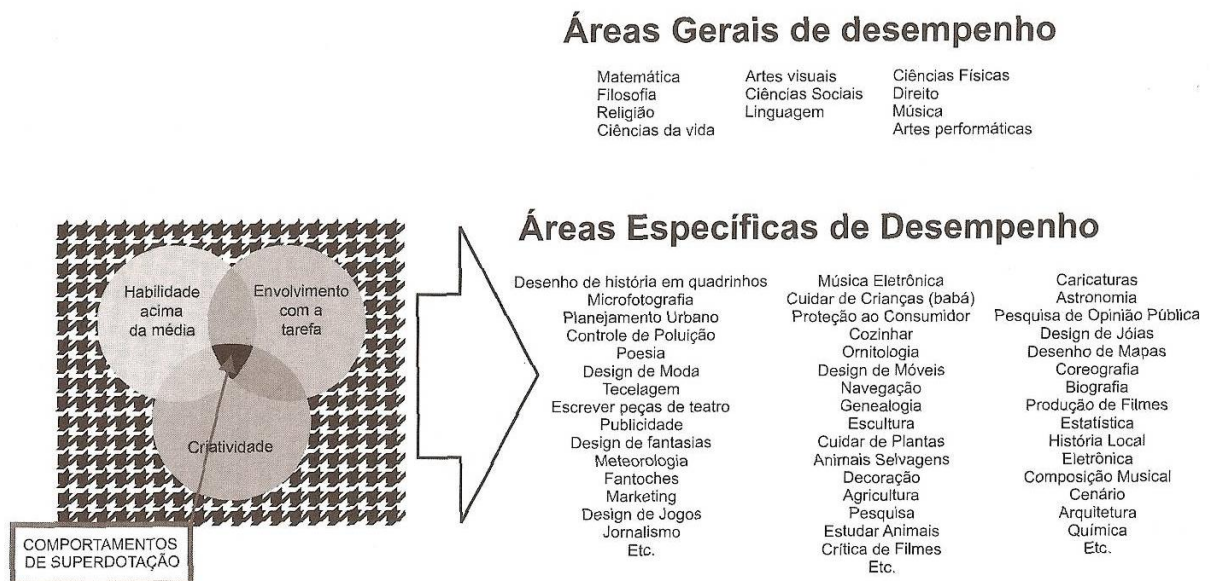 Áreas Gerais de desempenho
Matemática
Filosofia
Religião
Ciências da vida
Artes visuais
Ciências Sociais
Linguagem
Ciências Físicas
Direito
Música
Artes performáticas
Habilidade
acima
da média
Envolvimento
com a
tarefa
Criatividade
COMPORTAMENTOS
DE SUPERDOTAÇÃO
Áreas Específicas de Desempenho
Desenho de história em quadrinhos
Microfotografia
Planejamento Urbano
Controle de Poluição
Poesia
Design de Moda
Tecelagem
Escrever peças de teatro
Publicidade
Design de fantasias
Meteorologia
Fantoches
Marketing
Design de Jogos
Jornalismo
Etc.
Música Eletrônica
Cuidar de Crianças (babá)
Proteção ao Consumidor
Cozinhar
Ornitologia
Design de Móveis
Navegação
Genealogia
Escultura
Cuidar de Plantas
Animais Selvagens
Decoração
Agricultura
Pesquisa
Estudar Animais
Crítica de Filmes
Etc.
Caricaturas
Astronomia
Pesquisa de Opinião Pública
Design de Jóias
Desenho de Mapas
Coreografia
Biografia
Produção de Filmes
Estatística
História Local
Eletrônica
Composição Musical
Cenário
Arquitetura
Química
Etc.